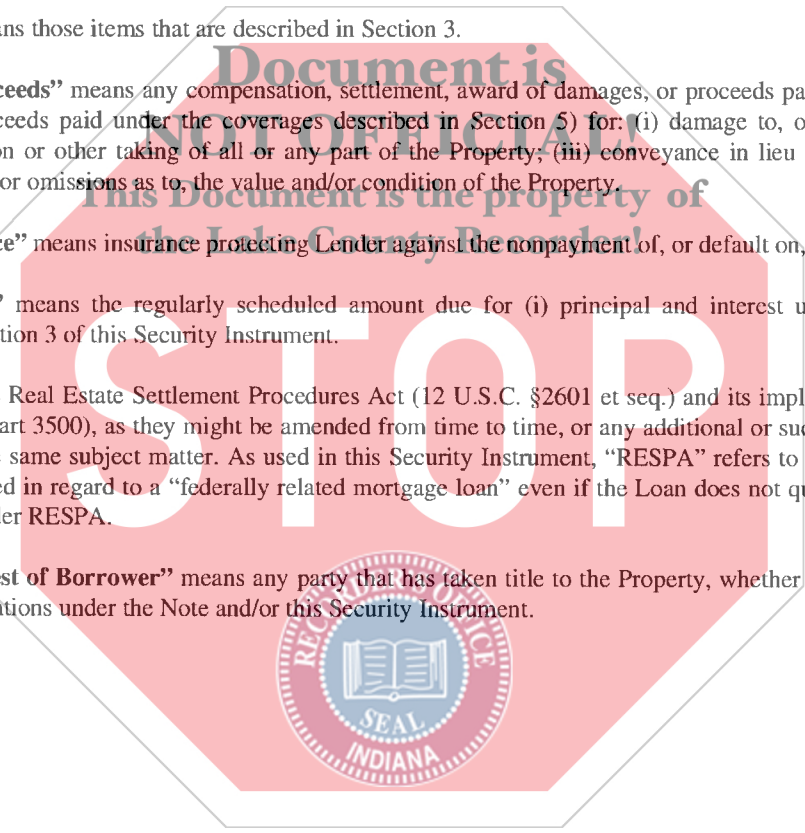 ns those items that are described in Section 3.
Document is
ceeds” means any compensation, settlement, award of damages, or proceeds pa
ceeds paid under the coverages described in Section 5) for: (i) damage to, o
NOT OFFICIAL!
on or other taking of all or any part of the Property; (iii) conveyance in lieu
or omissions as to, the value and/or condition of the Property.
This Document is the property of
ce” means insurance protecting Lender against the nonpayment of, or default on,
the Lake County Recorder!
” means the regularly scheduled amount due for (i) principal and interest u
tion 3 of this Security Instrument.
STOP
Real Estate Settlement Procedures Act (12 U.S.C. §2601 et seq.) and its impl
art 3500), as they might be amended from time to time, or any additional or suc
same subject matter. As used in this Security Instrument, “RESPA” refers to
ed in regard to a “federally related mortgage loan” even if the Loan does not qu
er RESPA.
st of Borrower” means any party that has taken title to the Property, whether
ations under the Note and/or this Security Instrument.
RECORDER'S OFFICE
SEAL
INDIANA